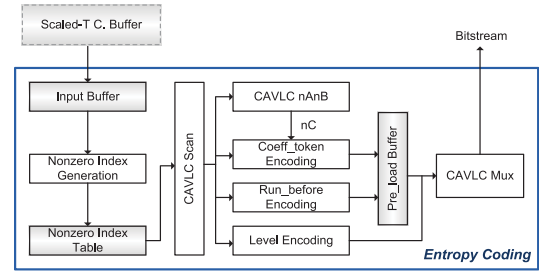 Scaled-T C. Buffer
Bitstream
Input Buffer
CAVLC nAnB
nC
CAVLC Scan
Nonzero Index
Generation
Coeff_token
Encoding
Pre_load Buffer
CAVLC Mux
Run_before
Encoding
Nonzero Index
Table
Level Encoding
Entropy Coding